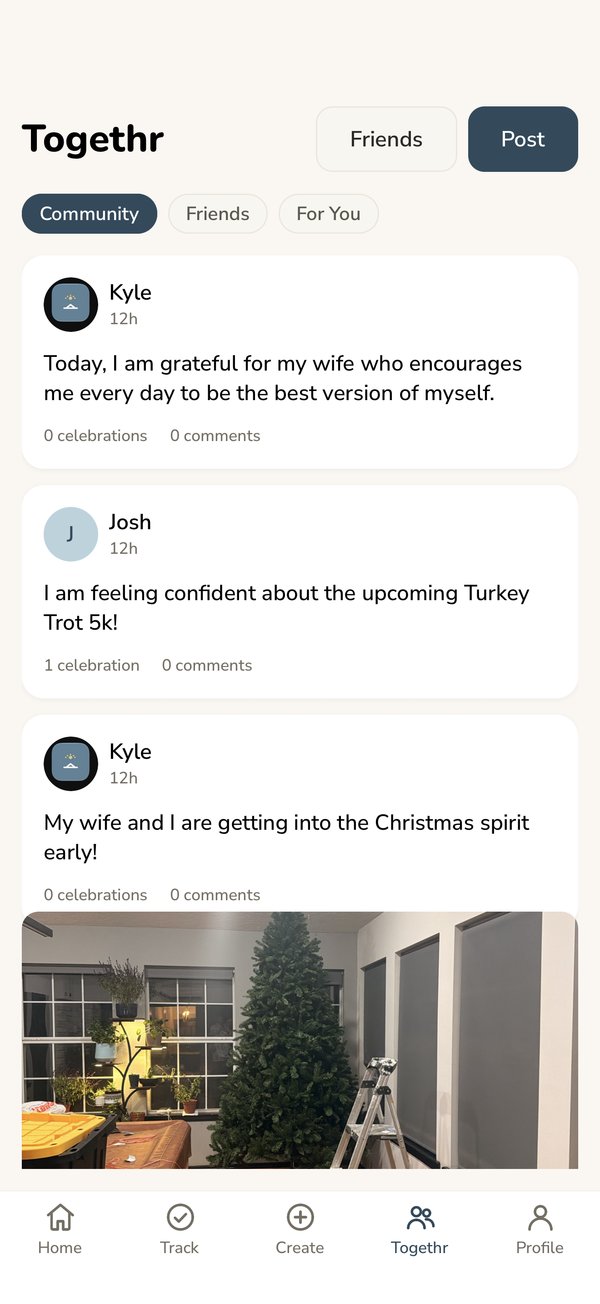 Togethr
Friends
Post
Community
Friends
For You
Kyle
12h
Today, I am grateful for my wife who encourages
me every day to be the best version of myself.
0 celebrations 0 comments
J
Josh
12h
I am feeling confident about the upcoming Turkey
Trot 5k!
1 celebration 0 comments
Kyle
12h
My wife and I are getting into the Christmas spirit
early!
0 celebrations 0 comments
Home
Track
Create
Togethr
Profile